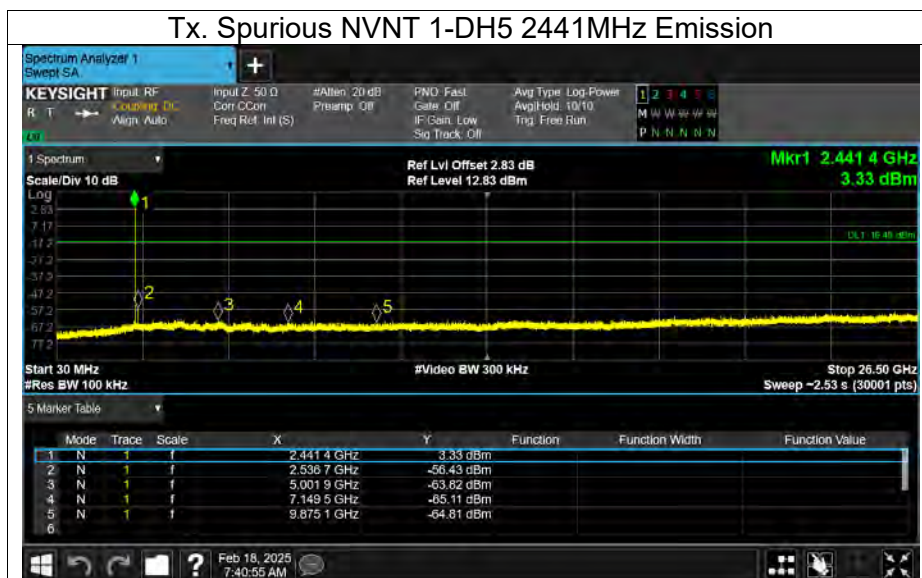 Tx. Spurious NVNT 1-DH5 2441MHz Emission
Spectrum Analyzer 1
Swept SA
+
KEYSIGHT Input: RF Input Z: 50 Ω #Atten: 20 dB PNO: Fast Avg Type: Log-Power 1 2 3 4 5 6
R T Coupling: DC Corr CCorr Preamp: Off Gate: Off Avg|Hold: 10/10 M W W W W W W
Align: Auto Freq Ref: Int (S) IF Gain: Low Trig: Free Run
Sig Track: Off P N N N N N N
1 Spectrum
Ref Lvl Offset 2.83 dB Mkr1 2.441 4 GHz
Scale/Div 10 dB Ref Level 12.83 dBm 3.33 dBm
Log
2.83
-7.17
-17.2
-27.2
-37.2
-47.2
-57.2
-67.2
-77.2
1
2
3
4
5
Start 30 MHz #Video BW 300 kHz Stop 26.50 GHz
#Res BW 100 kHz Sweep ~2.53 s (30001 pts)
5 Marker Table
Mode Trace Scale X Y Function Function Width Function Value
1 N 1 f 2.441 4 GHz 3.33 dBm
2 N 1 f 2.536 7 GHz -56.43 dBm
3 N 1 f 5.001 9 GHz -63.82 dBm
4 N 1 f 7.149 5 GHz -65.11 dBm
5 N 1 f 9.875 1 GHz -64.81 dBm
6
? Feb 18, 2025
7:40:55 AM